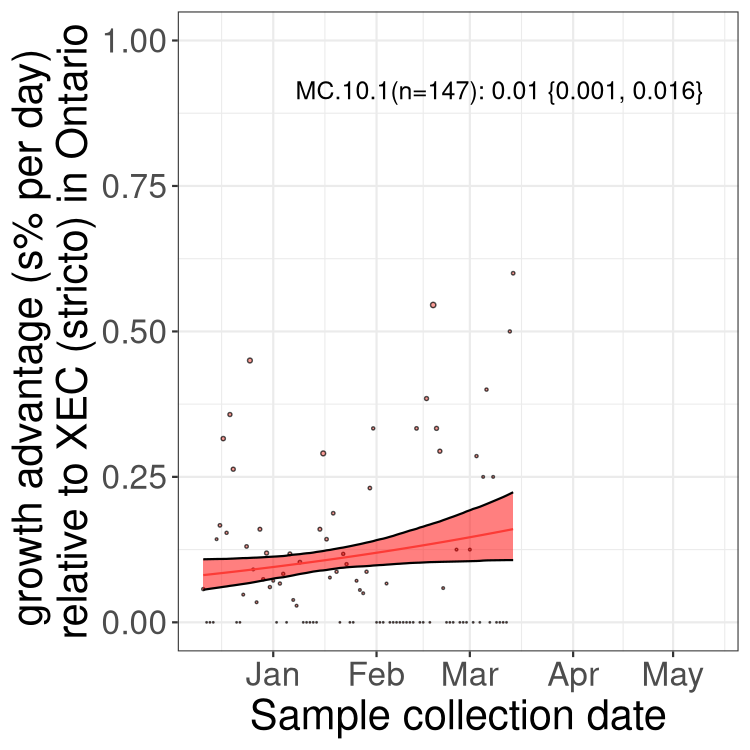 growth advantage (s% per day)
relative to XEC (stricto) in Ontario
1.00
0.75
0.50
0.25
0.00
MC.10.1(n=147): 0.01 {0.001, 0.016}
Jan Feb Mar Apr May
Sample collection date